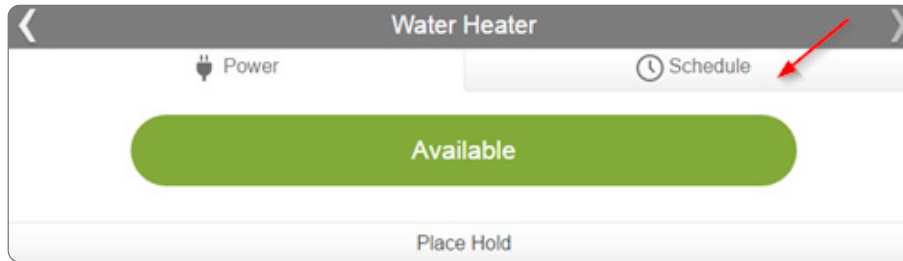 Water Heater
Power
Schedule
Available
Place Hold